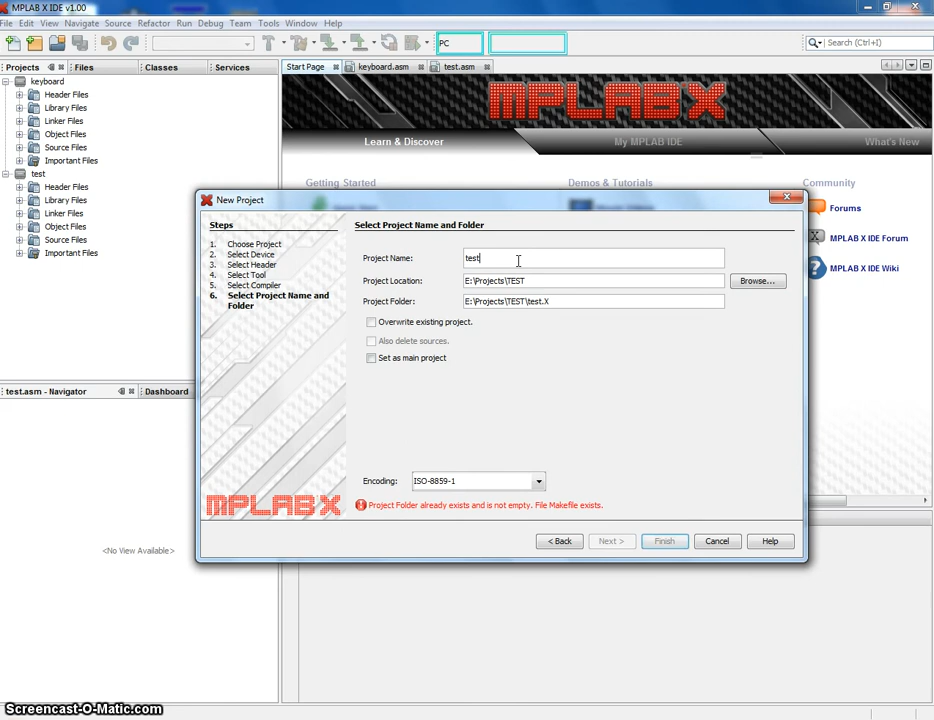 MPLAB X IDE v1.00
File Edit View Navigate Source Refactor Run Debug Team Tools Window Help
PC
Search (Ctrl+I)
Projects Files Classes Services
Start Page keyboard.asm test.asm
keyboard
Header Files
Library Files
Linker Files
Object Files
Source Files
Important Files
test
Header Files
Library Files
Linker Files
Object Files
Source Files
Important Files
MPLABX
Learn & Discover My MPLAB IDE What's New
Getting Started Demos & Tutorials Community
Forums
MPLAB X IDE Forum
MPLAB X IDE Wiki
New Project
Steps
1. Choose Project
2. Select Device
3. Select Header
4. Select Tool
5. Select Compiler
6. Select Project Name and
Folder
MPLABX
Select Project Name and Folder
Project Name: test
Project Location: E:\Projects\TEST Browse...
Project Folder: E:\Projects\TEST\test.X
Overwrite existing project.
Also delete sources.
Set as main project
Encoding: ISO-8859-1
Project Folder already exists and is not empty. File Makefile exists.
< Back Next > Finish Cancel Help
test.asm - Navigator Dashboard
<No View Available>
Screencast-O-Matic.com